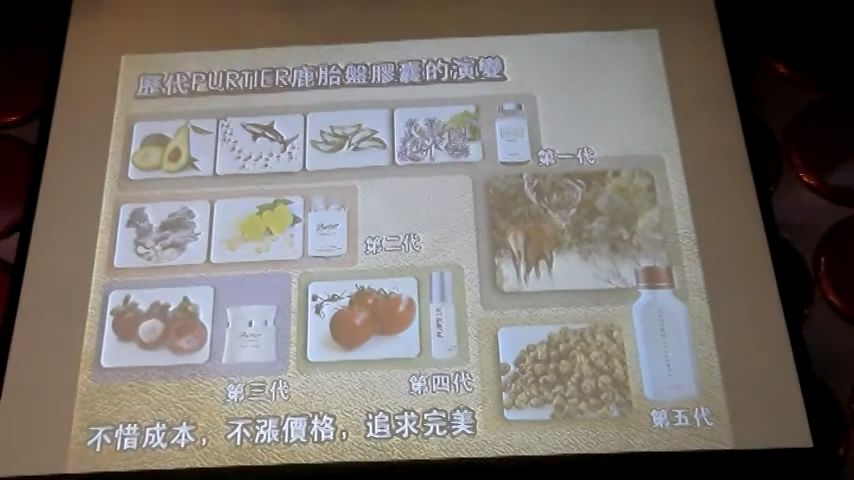 歷代PURTIER鹿胎盤膠囊的演變
第一代
第二代
第三代
第四代
第五代
不惜成本，不漲價格，追求完美